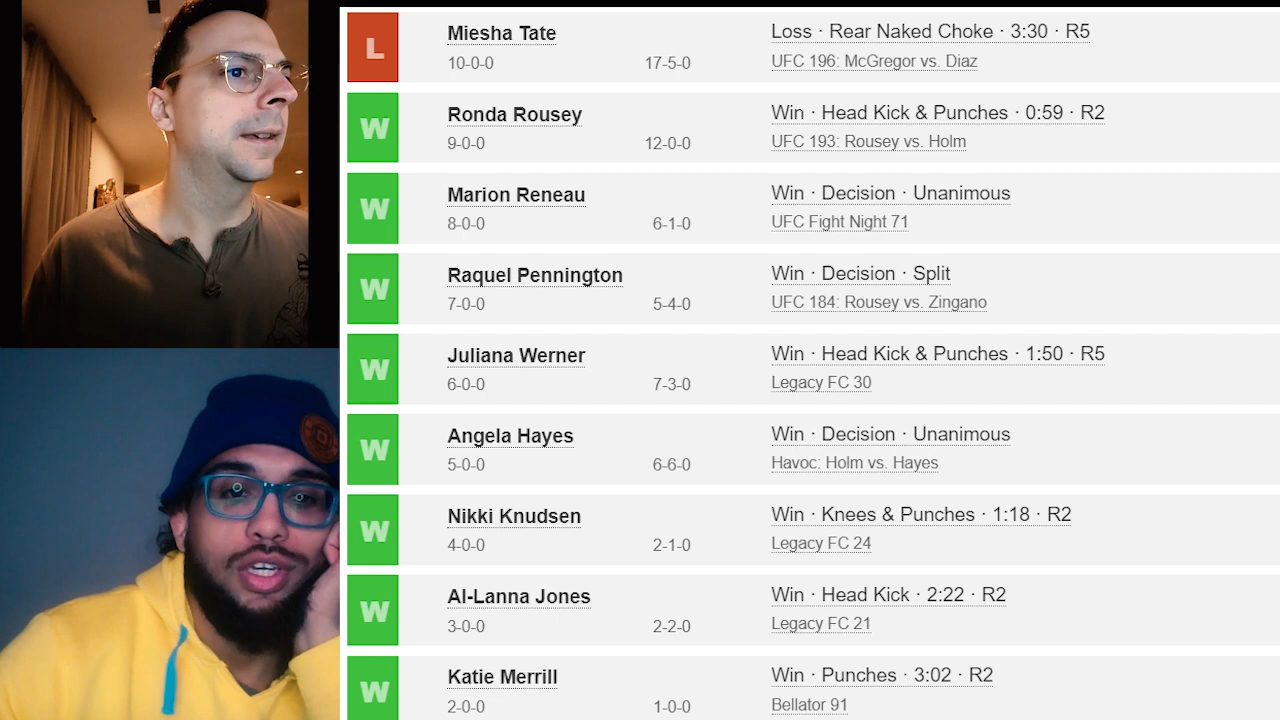 L
Miesha Tate
Loss · Rear Naked Choke · 3:30 · R5
10-0-0
17-5-0
UFC 196: McGregor vs. Diaz
W
Ronda Rousey
Win · Head Kick & Punches · 0:59 · R2
9-0-0
12-0-0
UFC 193: Rousey vs. Holm
W
Marion Reneau
Win · Decision · Unanimous
8-0-0
6-1-0
UFC Fight Night 71
W
Raquel Pennington
Win · Decision · Split
7-0-0
5-4-0
UFC 184: Rousey vs. Zingano
W
Juliana Werner
Win · Head Kick & Punches · 1:50 · R5
6-0-0
7-3-0
Legacy FC 30
W
Angela Hayes
Win · Decision · Unanimous
5-0-0
6-6-0
Havoc: Holm vs. Hayes
W
Nikki Knudsen
Win · Knees & Punches · 1:18 · R2
4-0-0
2-1-0
Legacy FC 24
W
Al-Lanna Jones
Win · Head Kick · 2:22 · R2
3-0-0
2-2-0
Legacy FC 21
W
Katie Merrill
Win · Punches · 3:02 · R2
2-0-0
1-0-0
Bellator 91